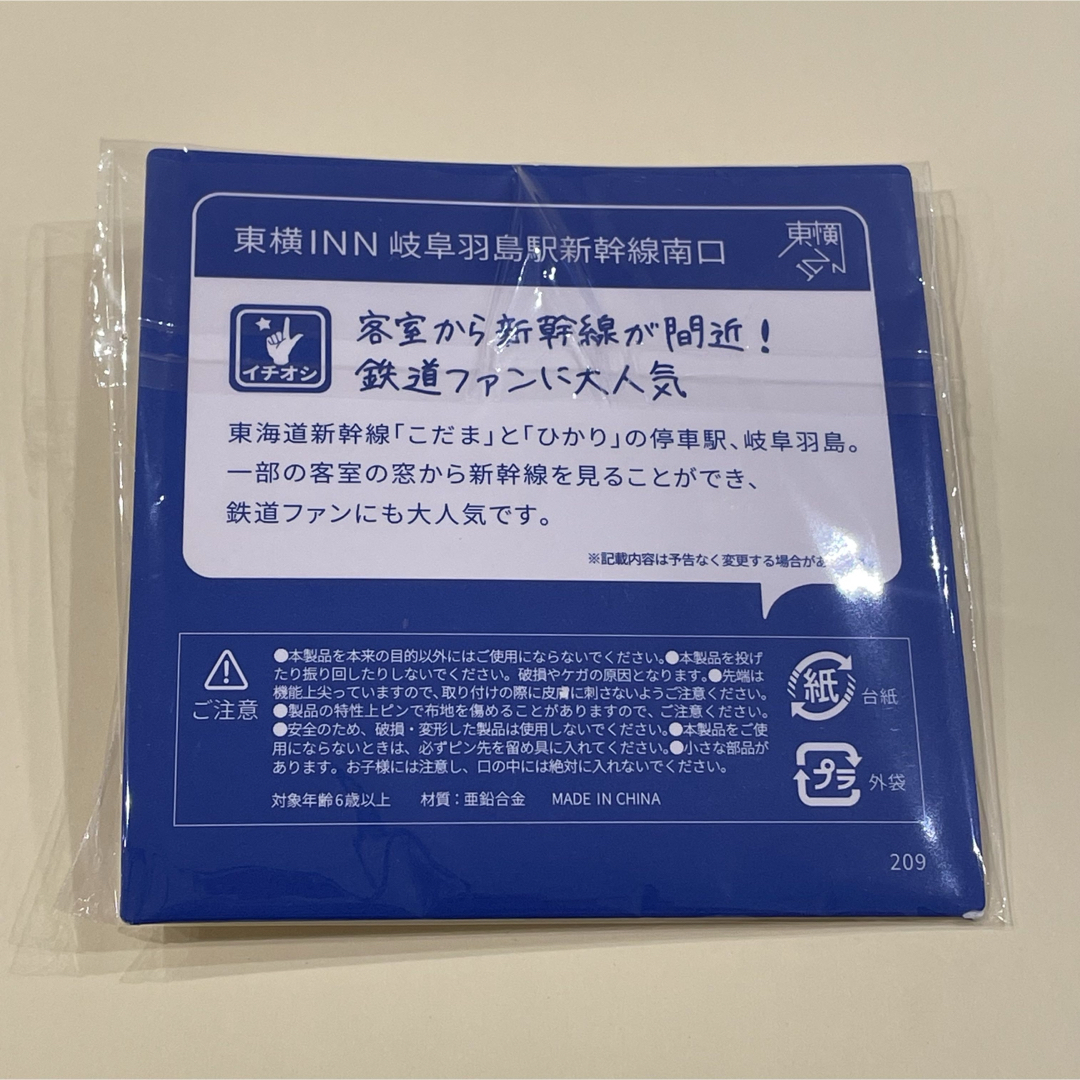 東横INN 岐阜羽島駅新幹線南口
東横
INN
イチオシ
客室から新幹線が間近!
鉄道ファンに大人気
東海道新幹線「こだま」と「ひかり」の停車駅、岐阜羽島。
一部の客室の窓から新幹線を見ることができ、
鉄道ファンにも大人気です。
※記載内容は予告なく変更する場合があ
ご注意
●本製品を本来の目的以外にはご使用にならないでください。●本製品を投げ
たり振り回したりしないでください。破損やケガの原因となります。●先端は
機能上尖っていますので、取り付けの際に皮膚に刺さないようご注意ください。
●製品の特性上ピンで布地を傷めることがありますので、ご注意ください。
●安全のため、破損・変形した製品は使用しないでください。●本製品をご使
用にならないときは、必ずピン先を留め具に入れてください。●小さな部品が
あります。お子様には注意し、口の中には絶対に入れないでください。
対象年齢6歳以上 材質:亜鉛合金 MADE IN CHINA
紙 台紙
プラ 外袋
209